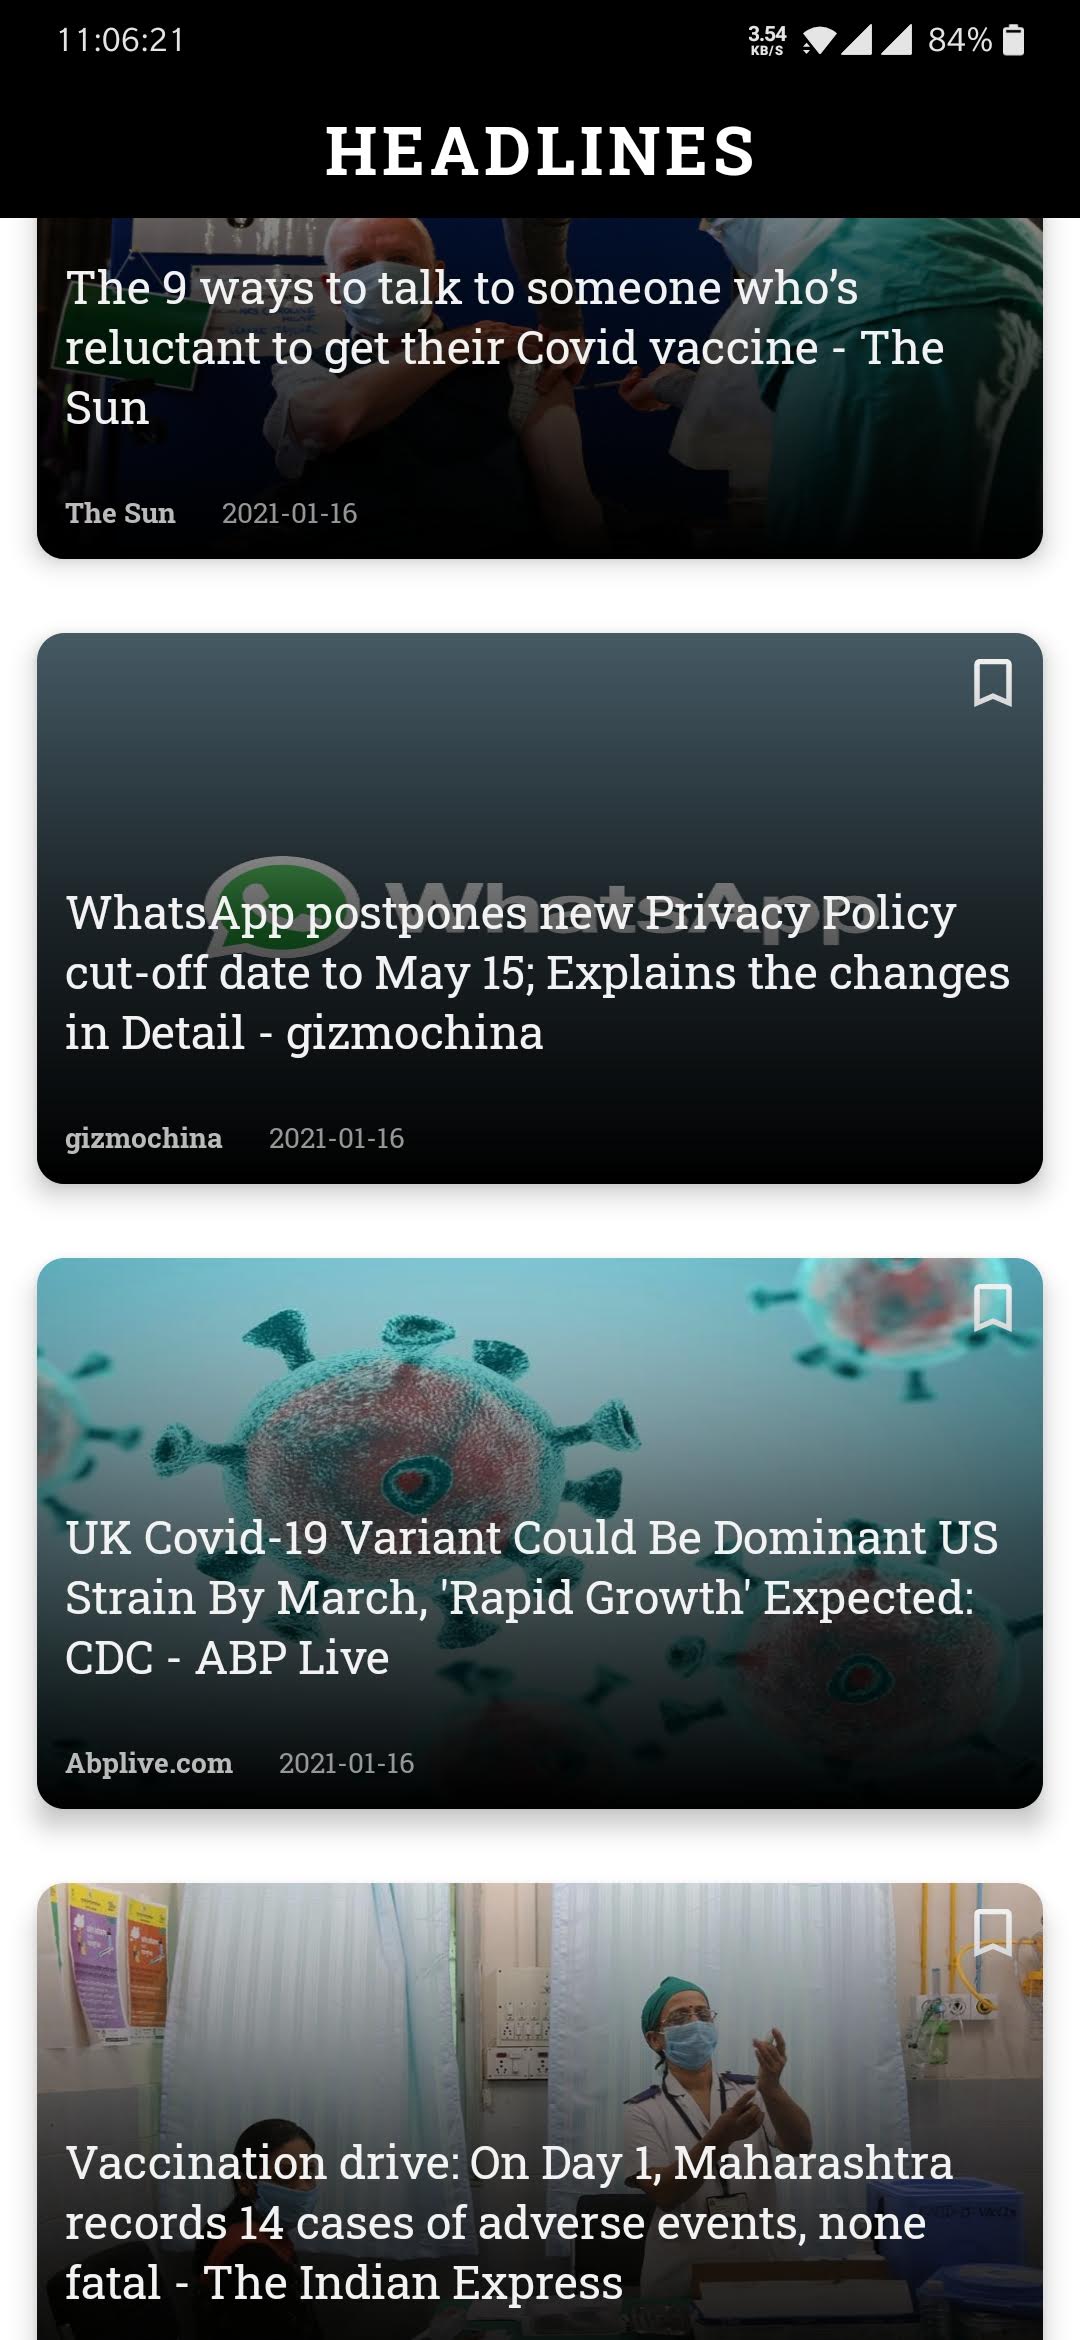 11:06:21
3.54
KB/S
84%
HEADLINES
The 9 ways to talk to someone who’s
reluctant to get their Covid vaccine - The
Sun
The Sun 2021-01-16
WhatsApp
WhatsApp postpones new Privacy Policy
cut-off date to May 15; Explains the changes
in Detail - gizmochina
gizmochina 2021-01-16
UK Covid-19 Variant Could Be Dominant US
Strain By March, 'Rapid Growth' Expected:
CDC - ABP Live
Abplive.com 2021-01-16
Vaccination drive: On Day 1, Maharashtra
records 14 cases of adverse events, none
fatal - The Indian Express